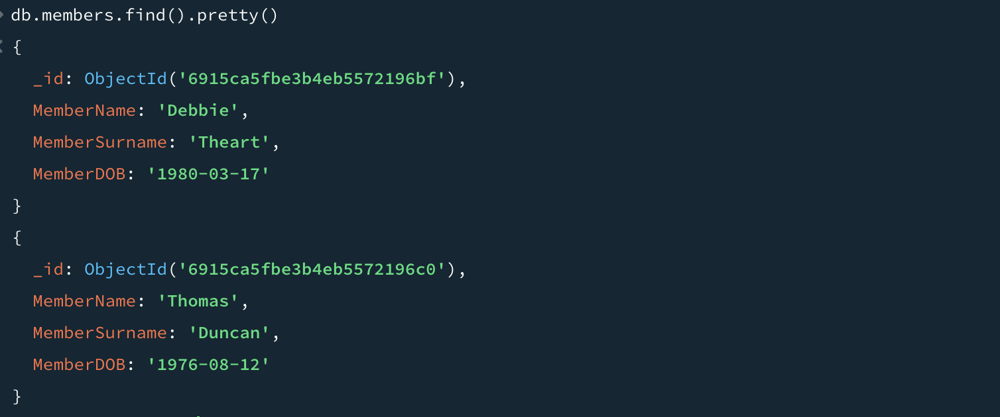 db.members.find().pretty()
{
_id: ObjectId('6915ca5fbe3b4eb5572196bf'),
MemberName: 'Debbie',
MemberSurname: 'Theart',
MemberDOB: '1980-03-17'
}
{
_id: ObjectId('6915ca5fbe3b4eb5572196c0'),
MemberName: 'Thomas',
MemberSurname: 'Duncan',
MemberDOB: '1976-08-12'
}